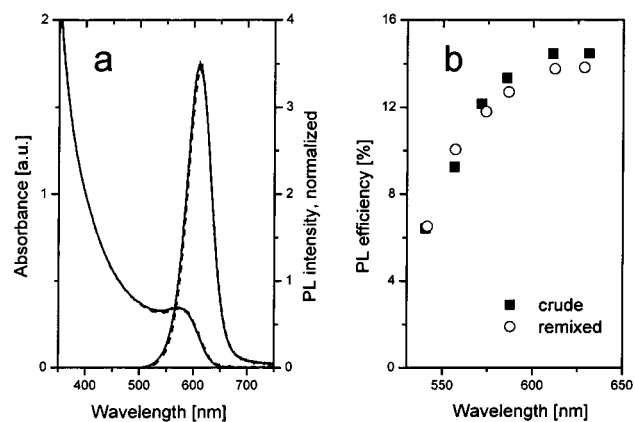 a
2
1
0
Absorbance [a.u.]
4
3
2
1
0
PL intensity, normalized
400 500 600 700
Wavelength [nm]
b
16
12
8
4
0
PL efficiency [%]
crude
remixed
550 600 650
Wavelength [nm]